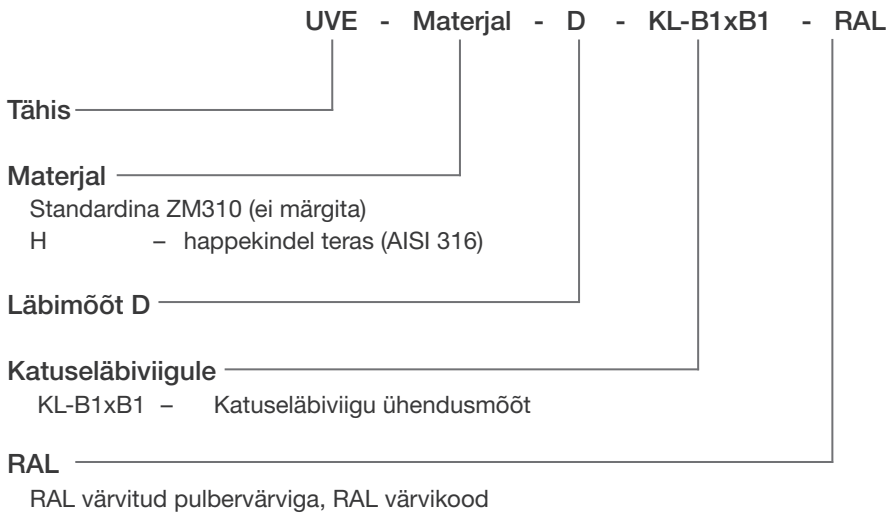 UVE - Materjal - D - KL-B1xB1 - RAL
Tähis
Materjal
Standardina ZM310 (ei märgita)
H – happekindel teras (AISI 316)
Läbimõõt D
Katuseläbiviigule
KL-B1xB1 – Katuseläbiviigu ühendusmõõt
RAL
RAL värvitud pulbervärviga, RAL värvikood